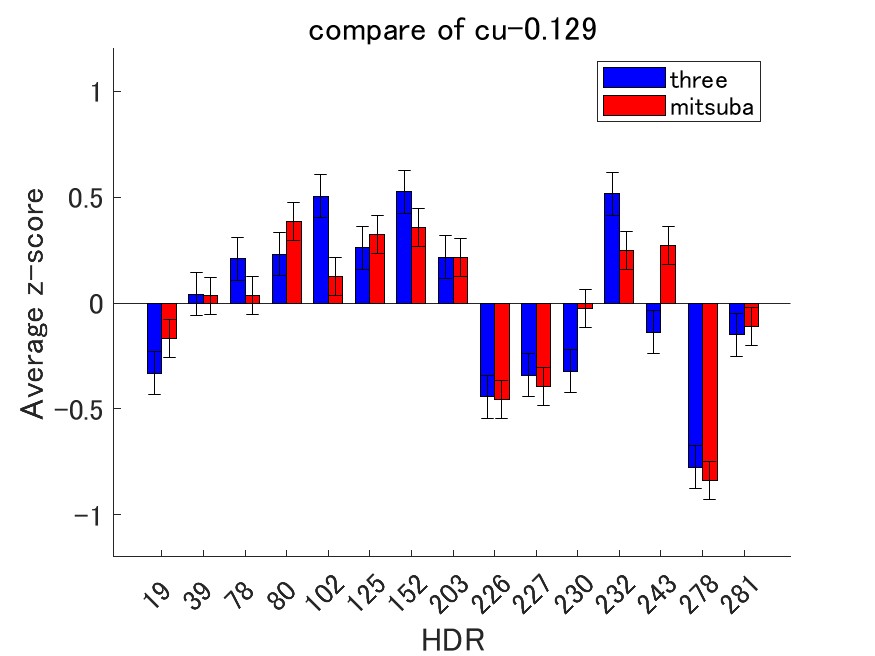 compare of cu-0.129
three
mitsuba
1
0.5
0
-0.5
-1
Average z-score
19 39 78 80 102 125 152 203 226 227 230 232 243 278 281
HDR